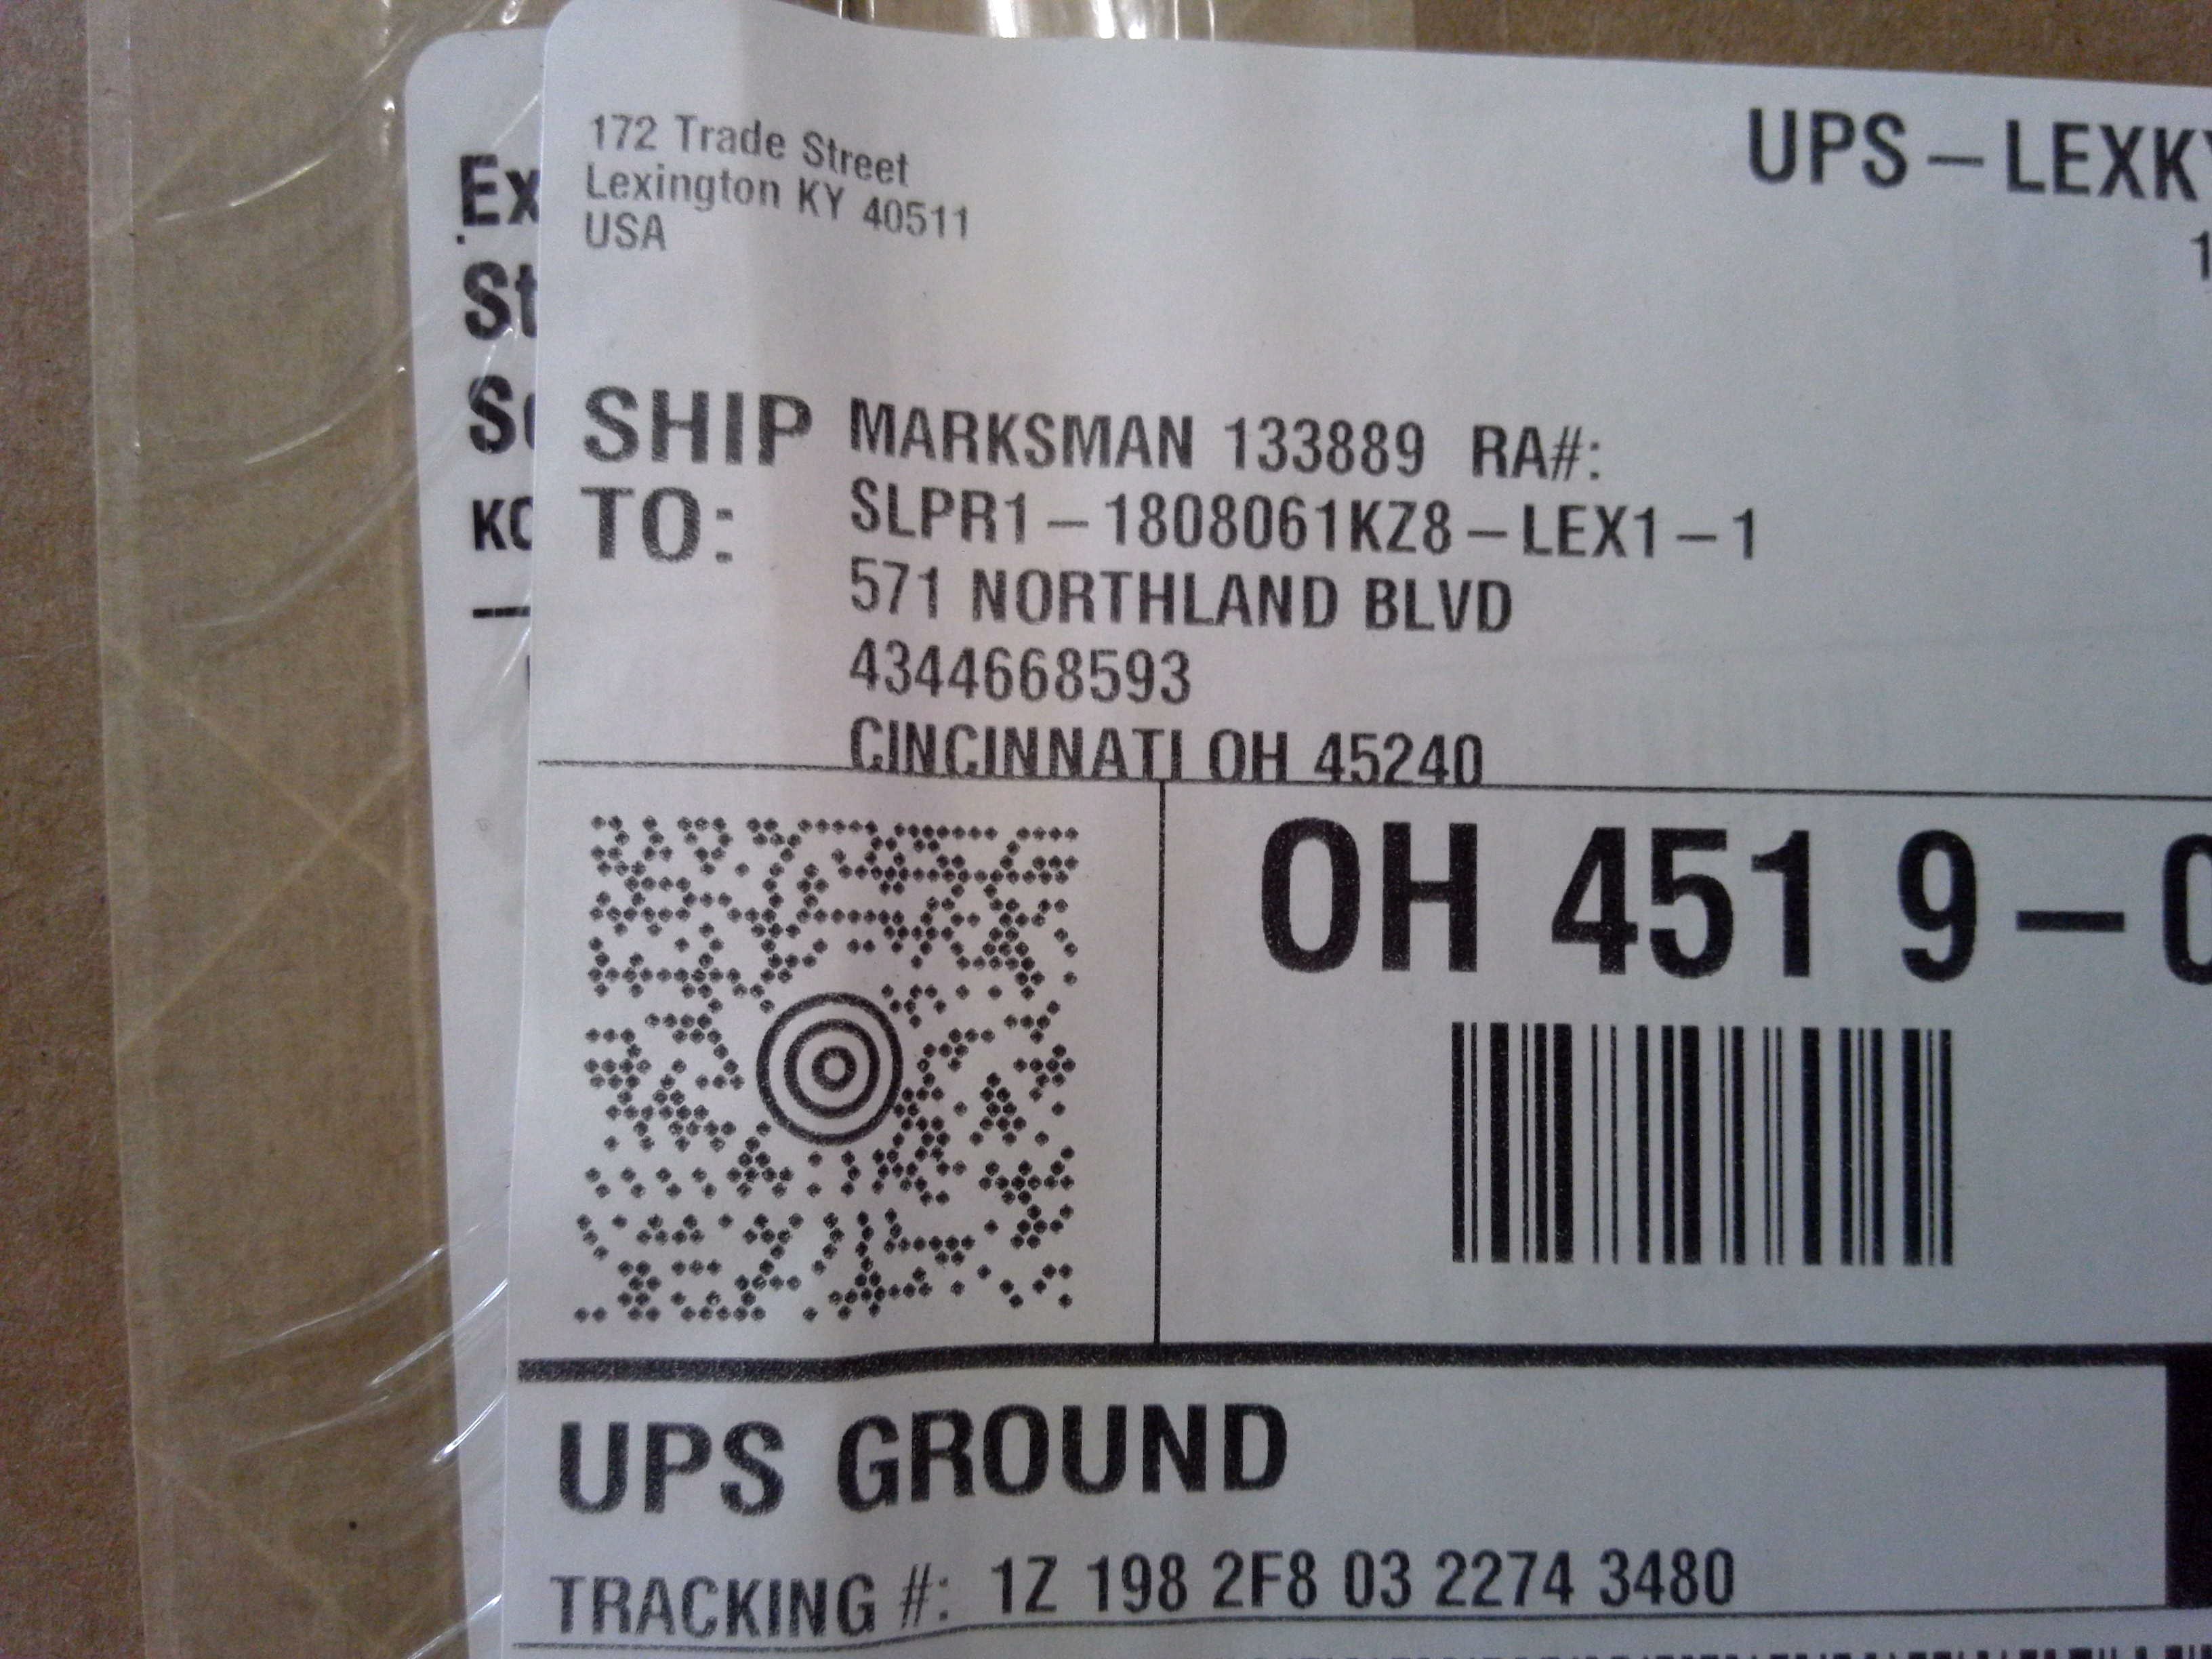 172 Trade Street
Lexington KY 40511
USA
UPS – LEXKY
SHIP TO:
MARKSMAN 133889 RA#:
SLPR1 – 1808061KZ8 – LEX1 – 1
571 NORTHLAND BLVD
4344668593
CINCINNATI OH 45240
OH 451 9 –
UPS GROUND
TRACKING #: 1Z 198 2F8 03 2274 3480